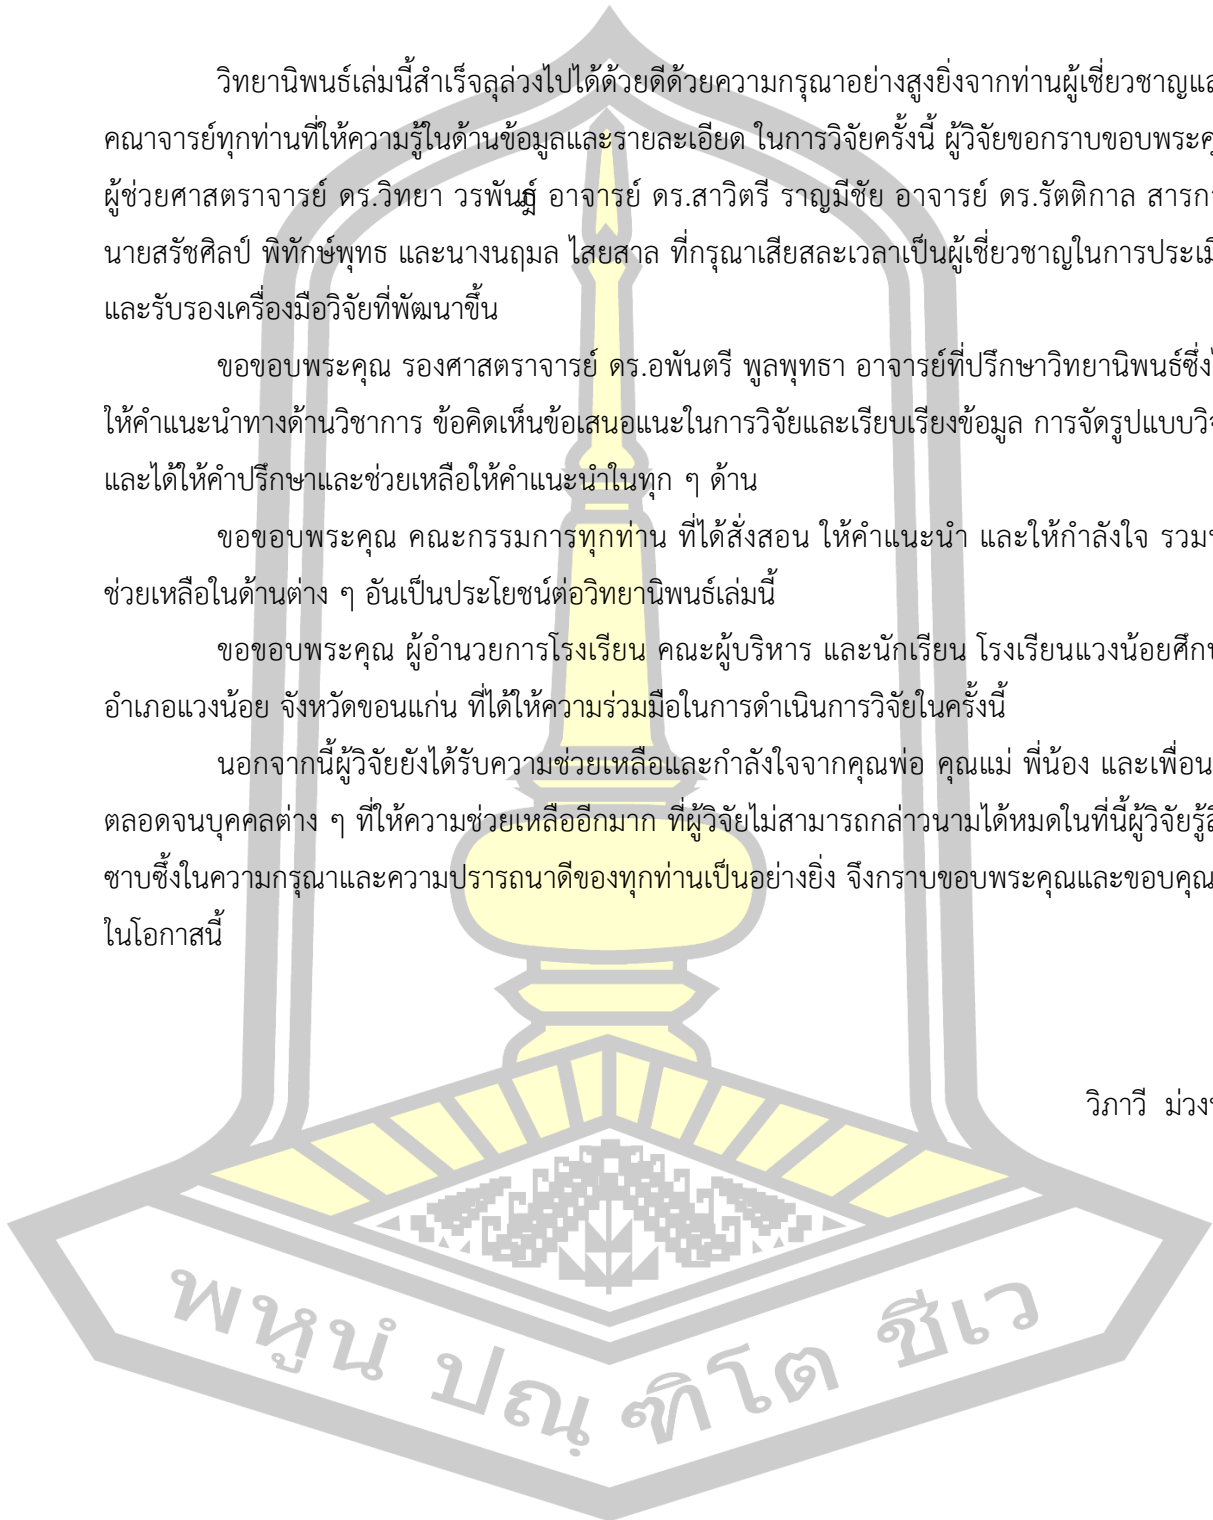 วิทยานิพนธ์เล่มนี้สำเร็จลุล่วงไปได้ด้วยดีด้วยความกรุณาอย่างสูงยิ่งจากท่านผู้เชี่ยวชาญแล
คณาจารย์ทุกท่านที่ให้ความรู้ในด้านข้อมูลและรายละเอียด ในการวิจัยครั้งนี้ ผู้วิจัยขอกราบขอบพระคุ
ผู้ช่วยศาสตราจารย์ ดร.วิทยา อาจารย์ ดร.สาวิตรี ราญมีชัย อาจารย์ ดร.รัตติกาล สารก
นายสรัชศิลป์ พิทักษ์พุทธ และนางนฤมล ไสยสาล ที่กรุณาเสียสละเวลาเป็นผู้เชี่ยวชาญในการประเมิ
และรับรองเครื่องมือวิจัยที่พัฒนาขึ้น
ขอขอบพระคุณ รองศาสตราจารย์ ดร.อพันตรี พูลพุทธา อาจารย์ที่ปรึกษาวิทยานิพนธ์ซึ่งไ
ให้คำแนะนำทางด้านวิชาการ ข้อคิดเห็นข้อเสนอแนะในการวิจัยและเรียบเรียงข้อมูล การจัดรูปแบบวิจ
และได้ให้คำปรึกษาและช่วยเหลือให้คำแนะนำในทุก ๆ ด้าน
ขอขอบพระคุณ คณะกรรมการทุกท่าน ที่ได้สั่งสอน ให้คำแนะนำ และให้กำลังใจ รวม
ช่วยเหลือในด้านต่าง ๆ อันเป็นประโยชน์ต่อวิทยานิพนธ์เล่มนี้
ขอขอบพระคุณ ผู้อำนวยการโรงเรียน คณะผู้บริหาร และนักเรียน โรงเรียนแวงน้อยศึก
อำเภอแวงน้อย จังหวัดขอนแก่น ที่ได้ให้ความร่วมมือในการดำเนินการวิจัยในครั้งนี้
นอกจากนี้ผู้วิจัยยังได้รับความช่วยเหลือและกำลังใจจากคุณพ่อ คุณแม่ พี่น้อง และเพื่อน
ตลอดจนบุคคลต่าง ๆ ที่ให้ความช่วยเหลืออีกมาก ที่ผู้วิจัยไม่สามารถกล่าวนามได้หมดในที่นี้ผู้วิจัยรู้สึ
ซาบซึ้งในความกรุณาและความปรารถนาดีของทุกท่านเป็นอย่างยิ่ง จึงกราบขอบพระคุณและขอบคุณ
ในโอกาสนี้
วิภาวี ม่วง
พหูนํ ปณฺฑิโต ชีเว